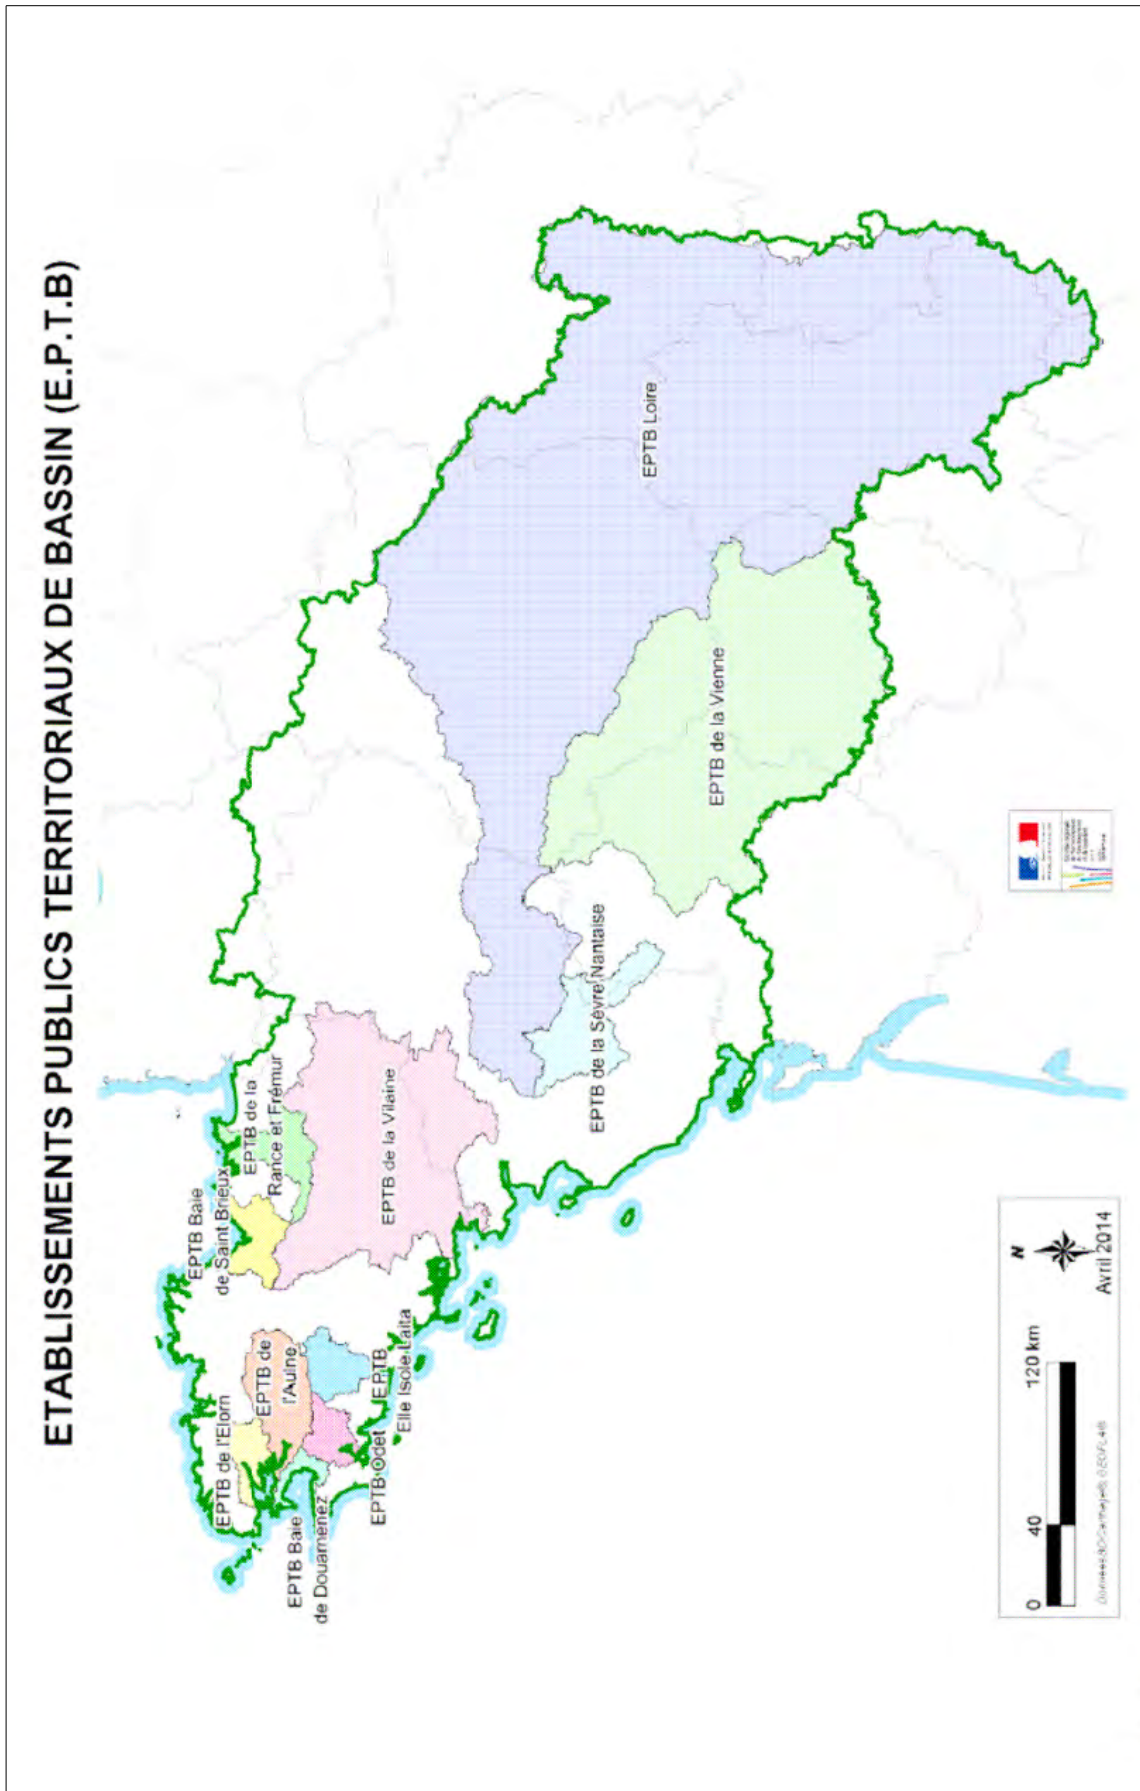 ETABLISSEMENTS PUBLICS TERRITORIAUX DE BASSIN (E.P.T.B)
EPTB de l'Elorn
EPTB Baie
de Saint Brieux
EPTB de la
Rance et Frémur
EPTB de
l'Aulne
EPTB Baie
de Douarnenez
EPTB Odet
EPTB
Elle Isole Laita
EPTB de la Vilaine
EPTB Loire
EPTB de la Sèvre Nantaise
EPTB de la Vienne
0
40
120 km
N
Avril 2014